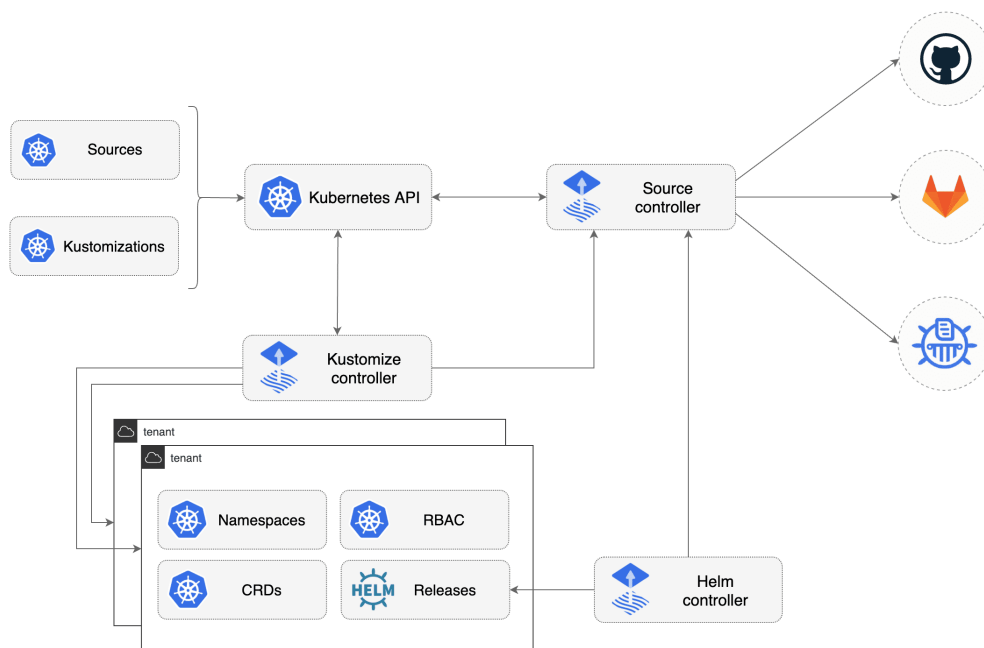 Sources
Kubernetes API
Source
controller
Kustomizations
Kustomize
controller
tenant
tenant
Namespaces
RBAC
CRDs
HELM
Releases
Helm
controller